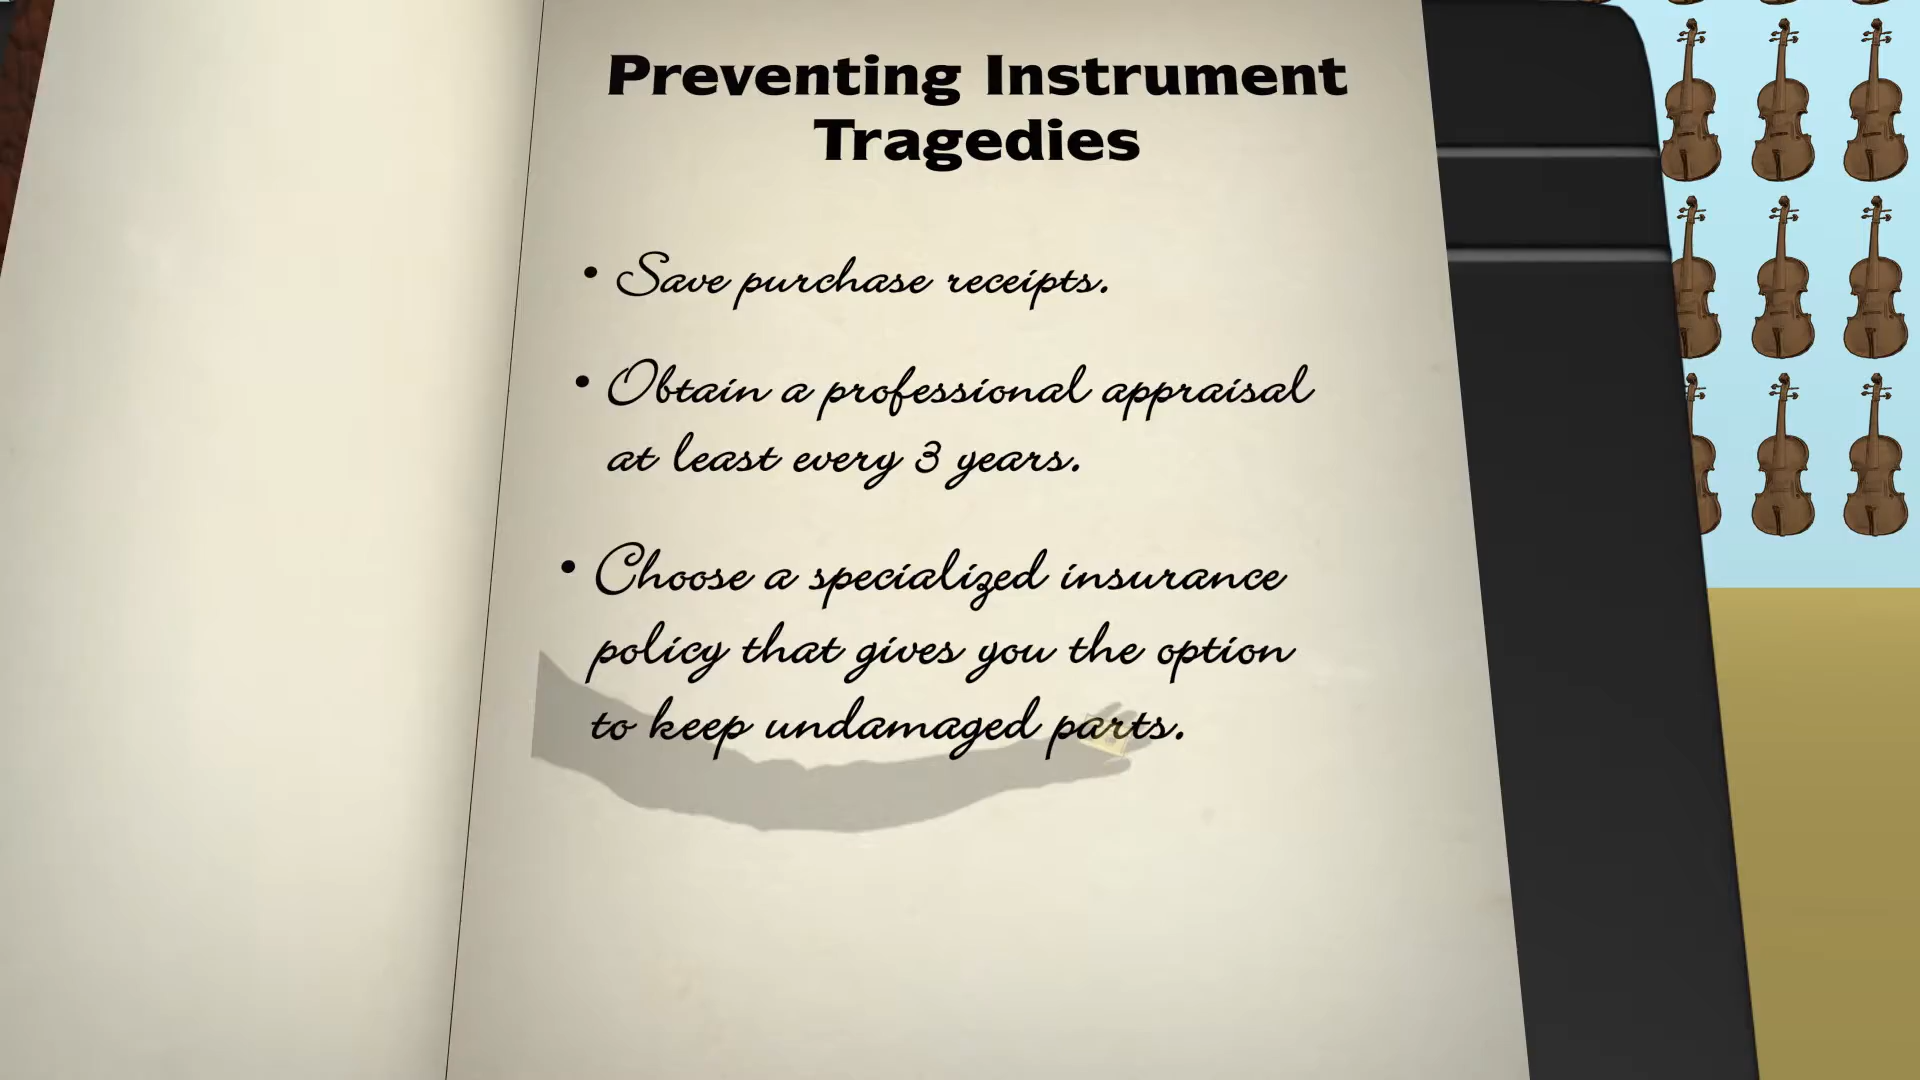 Preventing Instrument
Tragedies
• Save purchase receipts.
• Obtain a professional appraisal
at least every 3 years.
• Choose a specialized insurance
policy that gives you the option
to keep undamaged parts.